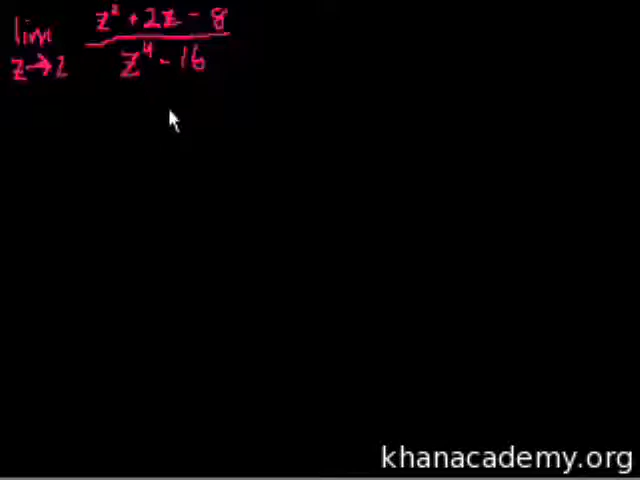 lim z² + 2z - 8
z→2 z⁴ - 16
khanacademy.org